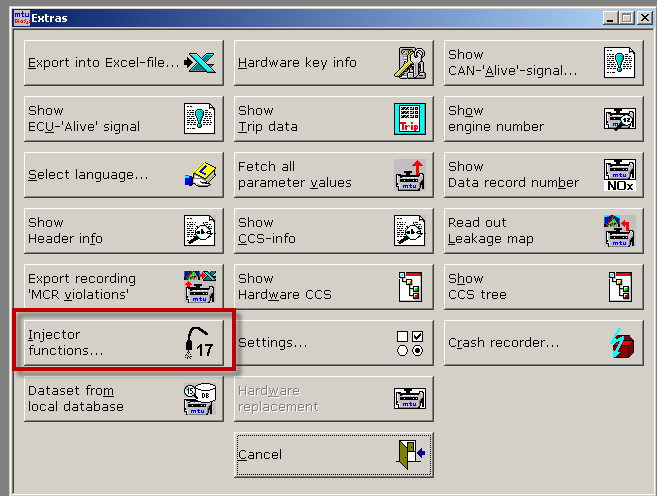 mtu
DiaSy
Extras
Export into Excel-file...
Hardware key info
Show
CAN-'Alive'-signal...
Show
ECU-'Alive' signal
Show
Trip data
Trip
Show
engine number
Select language...
Fetch all
parameter values
mtu
Show
Data record number
mtu
NOx
Show
Header info
Show
CCS-info
Read out
Leakage map
mtu
Export recording
'MCR violations'
mtu
Show
Hardware CCS
Show
CCS tree
Injector
functions...
17
Settings...
Crash recorder...
Dataset from
local database
DB
mtu
Hardware
replacement
mtu
Cancel